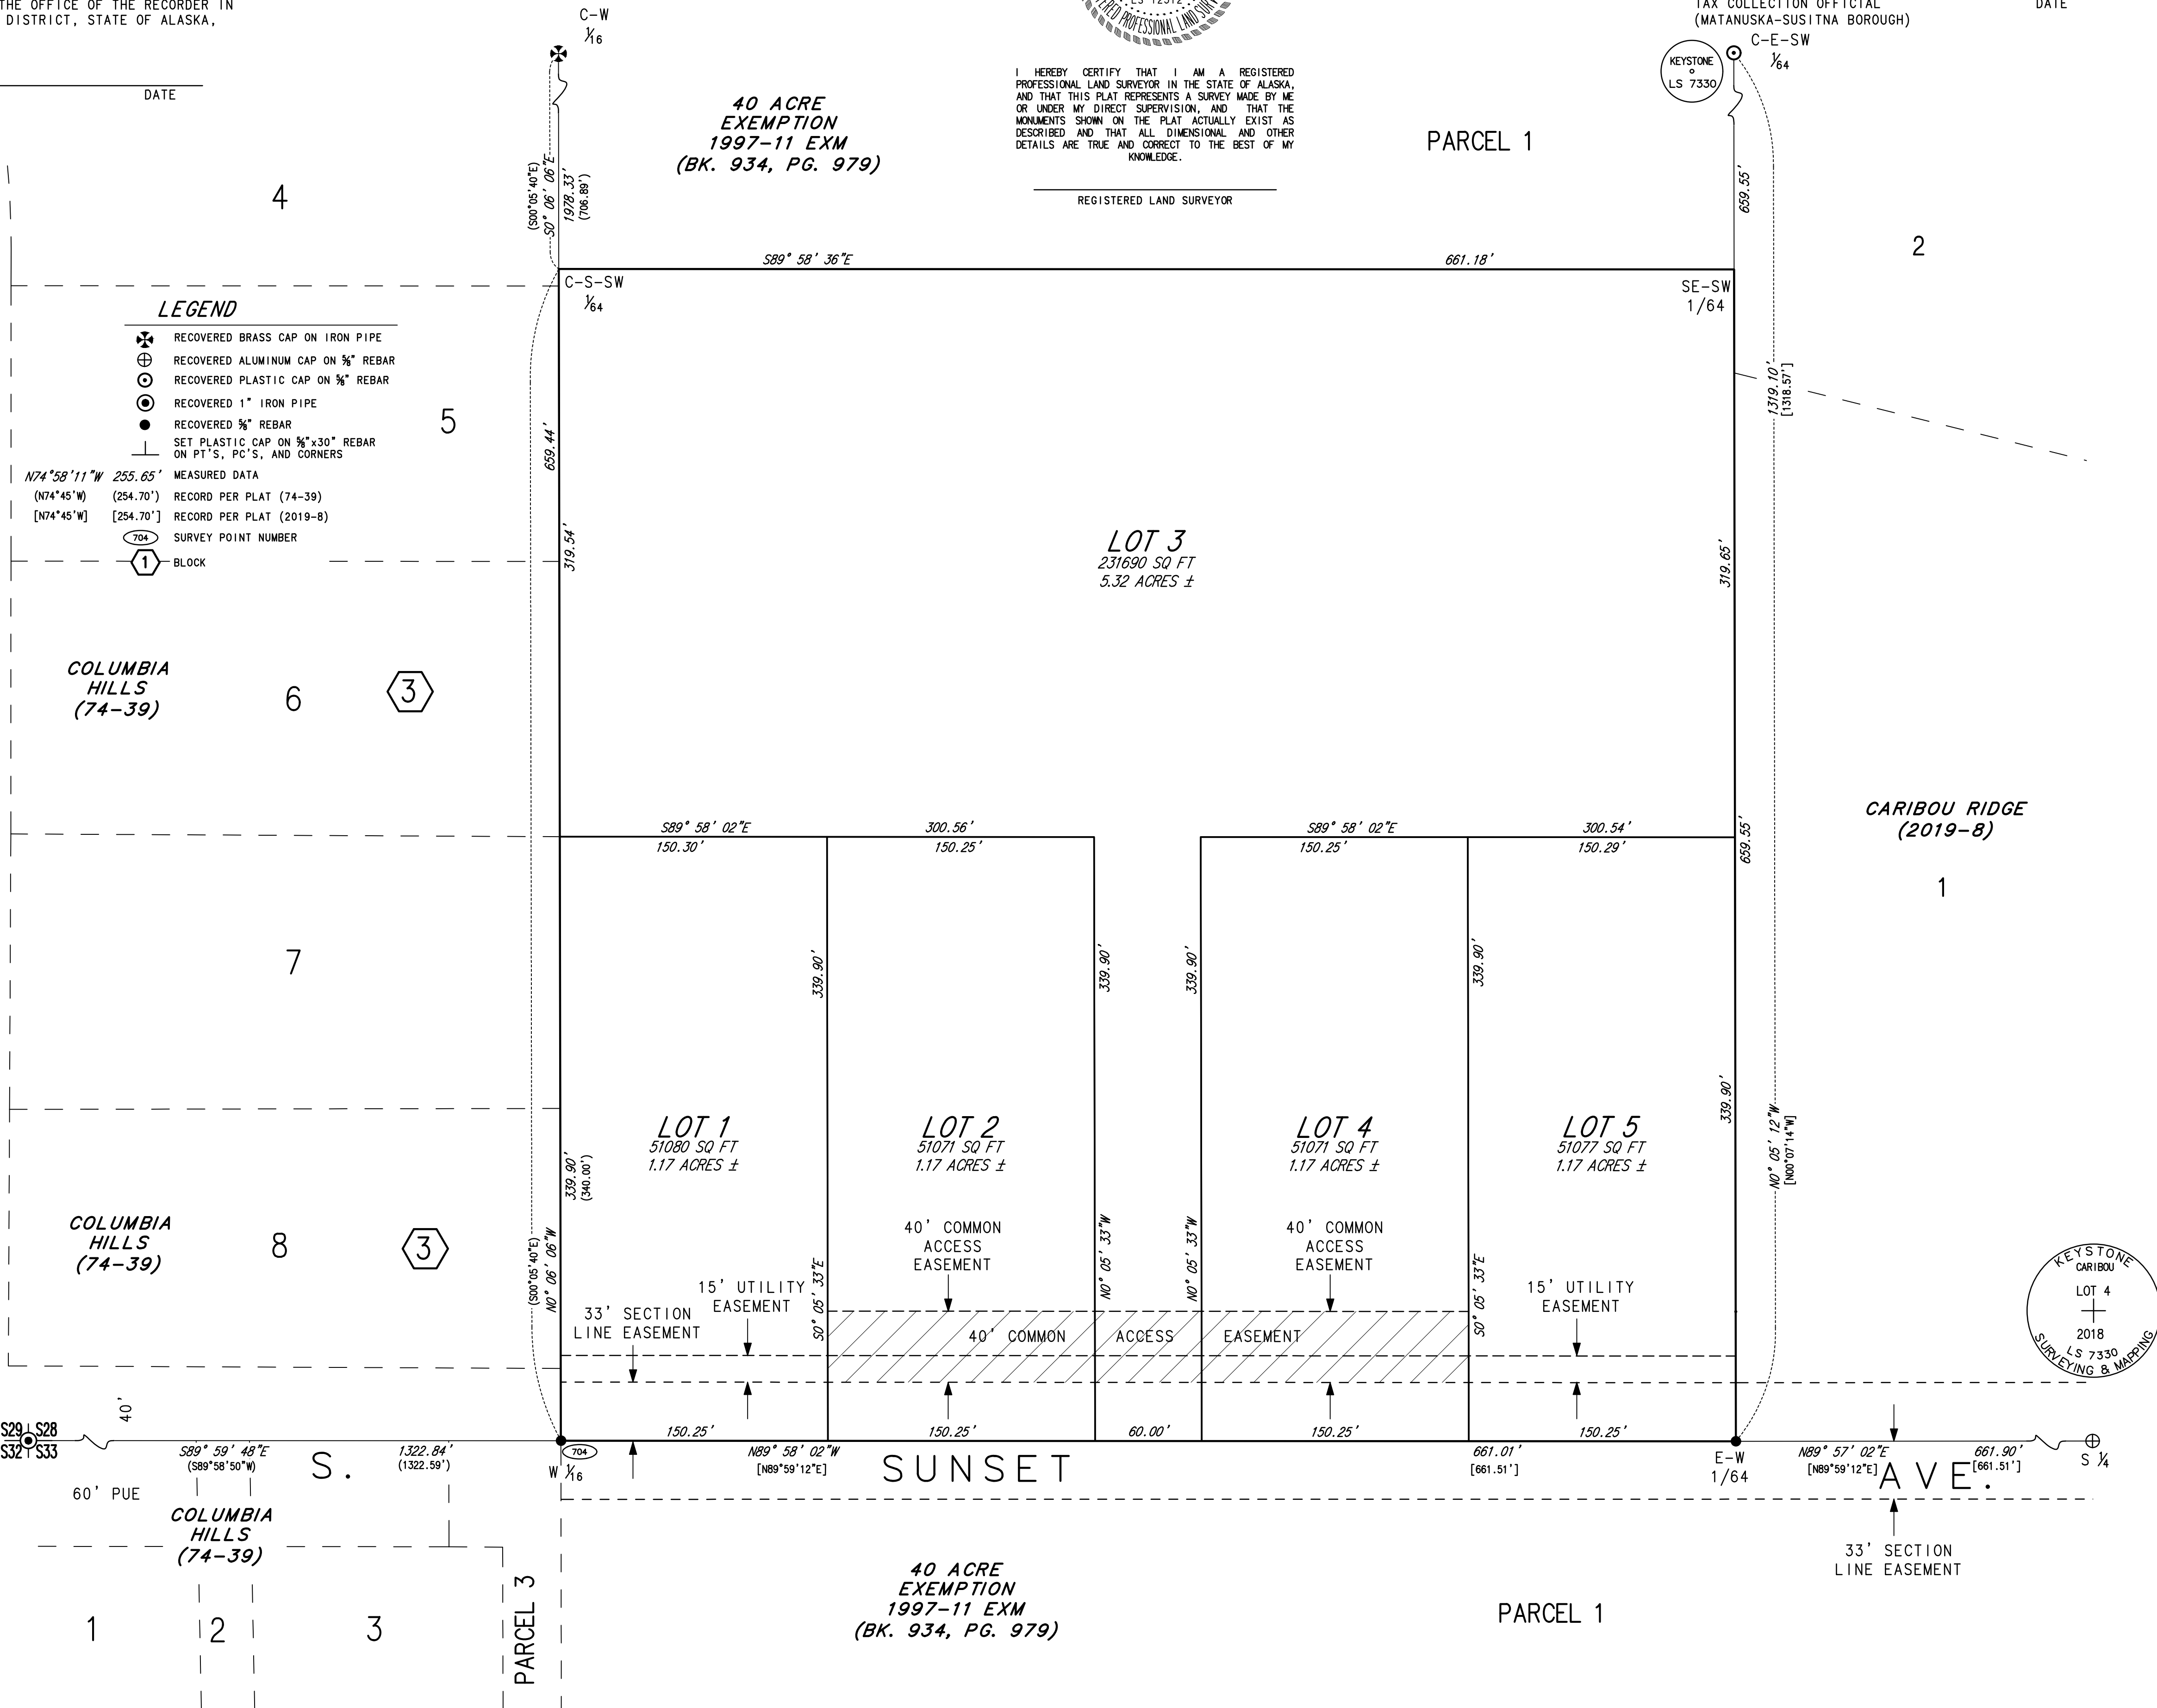 THE OFFICE OF THE RECORDER IN
DISTRICT, STATE OF ALASKA,
DATE
C-W
1/16
LS 12512
REGISTERED PROFESSIONAL LAND SURVEYOR
TAX COLLECTION OFFICIAL
DATE
(MATANUSKA-SUSITNA BOROUGH)
KEYSTONE
LS 7330
C-E-SW
1/64
40 ACRE
EXEMPTION
1997-11 EXM
(BK. 934, PG. 979)
I HEREBY CERTIFY THAT I AM A REGISTERED
PROFESSIONAL LAND SURVEYOR IN THE STATE OF ALASKA,
AND THAT THIS PLAT REPRESENTS A SURVEY MADE BY ME
OR UNDER MY DIRECT SUPERVISION, AND THAT THE
MONUMENTS SHOWN ON THE PLAT ACTUALLY EXIST AS
DESCRIBED AND THAT ALL DIMENSIONAL AND OTHER
DETAILS ARE TRUE AND CORRECT TO THE BEST OF MY
KNOWLEDGE.
REGISTERED LAND SURVEYOR
PARCEL 1
4
(S00°05'40"E)
S0° 06' 06"E
1978.33'
(706.89')
659.55'
2
S89° 58' 36"E
661.18'
C-S-SW
1/64
SE-SW
1/64
LEGEND
RECOVERED BRASS CAP ON IRON PIPE
RECOVERED ALUMINUM CAP ON 5/8" REBAR
RECOVERED PLASTIC CAP ON 5/8" REBAR
RECOVERED 1" IRON PIPE
RECOVERED 5/8" REBAR
SET PLASTIC CAP ON 5/8"x30" REBAR
ON PT'S, PC'S, AND CORNERS
N74°58'11"W 255.65' MEASURED DATA
(N74°45'W) (254.70') RECORD PER PLAT (74-39)
[N74°45'W] [254.70'] RECORD PER PLAT (2019-8)
704 SURVEY POINT NUMBER
1 BLOCK
5
659.44'
319.54'
1319.10'
[1318.57']
LOT 3
231690 SQ FT
5.32 ACRES ±
319.65'
COLUMBIA
HILLS
(74-39)
6
3
CARIBOU RIDGE
(2019-8)
1
S89° 58' 02"E
300.56'
S89° 58' 02"E
300.54'
150.30'
150.25'
150.25'
150.29'
659.55'
7
339.90'
339.90'
339.90'
339.90'
339.90'
LOT 1
51080 SQ FT
1.17 ACRES ±
LOT 2
51071 SQ FT
1.17 ACRES ±
LOT 4
51071 SQ FT
1.17 ACRES ±
LOT 5
51077 SQ FT
1.17 ACRES ±
339.90'
(340.00')
N0° 05' 12"W
[N00°07'14"W]
COLUMBIA
HILLS
(74-39)
8
3
(S00°05'40"E)
N0° 06' 06"W
40' COMMON
ACCESS
EASEMENT
40' COMMON
ACCESS
EASEMENT
33' SECTION
LINE EASEMENT
15' UTILITY
EASEMENT
S0° 05' 33"E
N0° 05' 33"W
N0° 05' 33"W
S0° 05' 33"E
15' UTILITY
EASEMENT
40' COMMON ACCESS EASEMENT
KEYSTONE
CARIBOU
LOT 4
2018
LS 7330
SURVEYING & MAPPING
40'
S29 S28
S32 S33
S89° 59' 48"E
(S89°58'50"W)
1322.84'
(1322.59')
704
W 1/16
150.25'
150.25'
60.00'
150.25'
150.25'
N89° 58' 02"W
[N89°59'12"E]
661.01'
[661.51']
E-W
1/64
N89° 57' 02"E
[N89°59'12"E]
661.90'
[661.51']
S 1/4
S. SUNSET AVE.
60' PUE
COLUMBIA
HILLS
(74-39)
33' SECTION
LINE EASEMENT
1
2
3
PARCEL 3
40 ACRE
EXEMPTION
1997-11 EXM
(BK. 934, PG. 979)
PARCEL 1